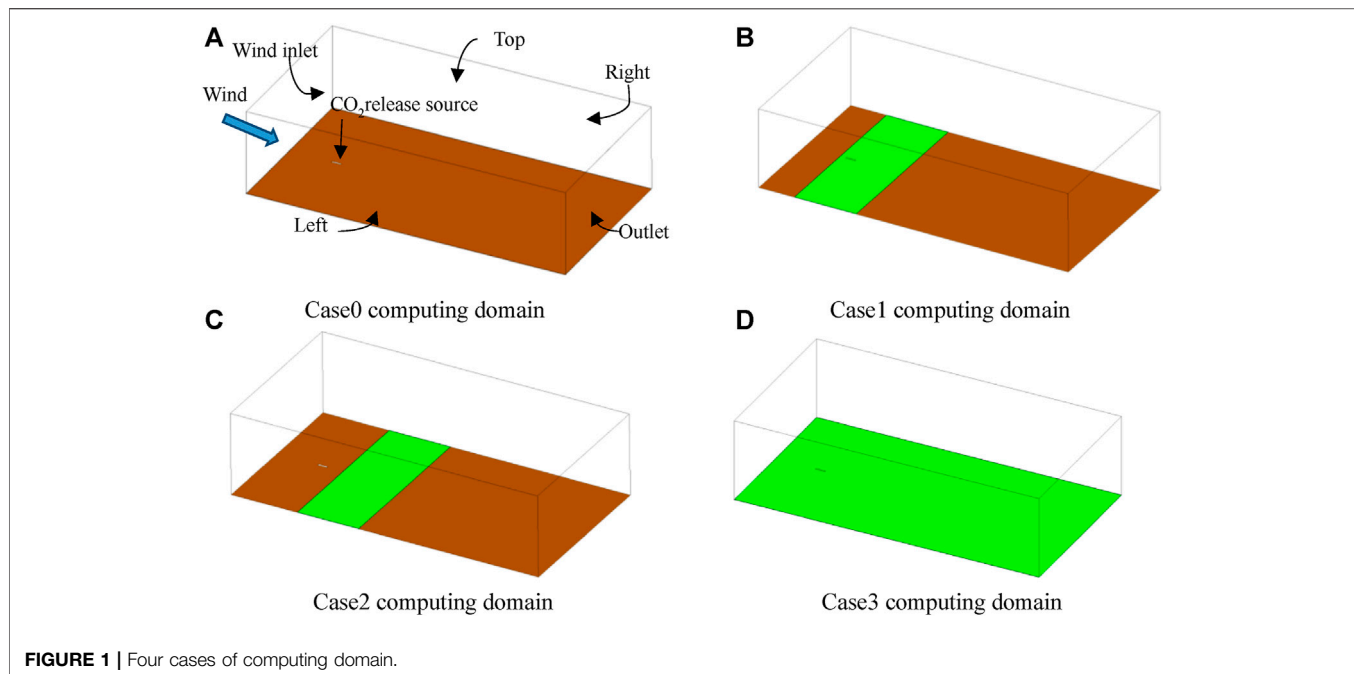 A
Wind inlet
Top
Right
Wind
CO2release source
Left
Outlet
Case0 computing domain
B
Case1 computing domain
C
Case2 computing domain
D
Case3 computing domain
FIGURE 1 | Four cases of computing domain.